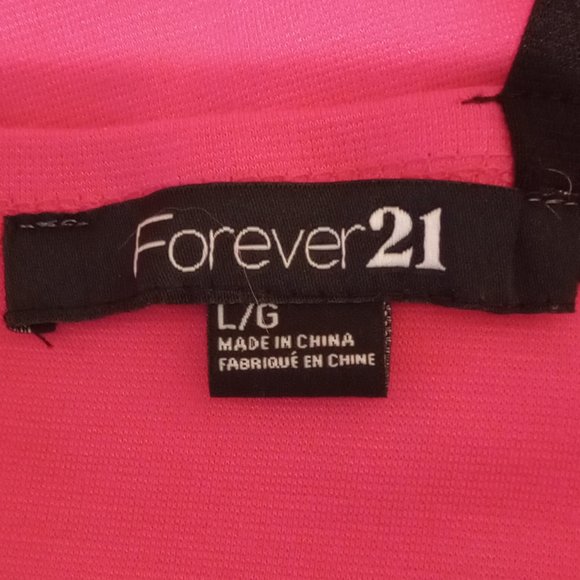 Forever21
L/G
MADE IN CHINA
FABRIQUÉ EN CHINE